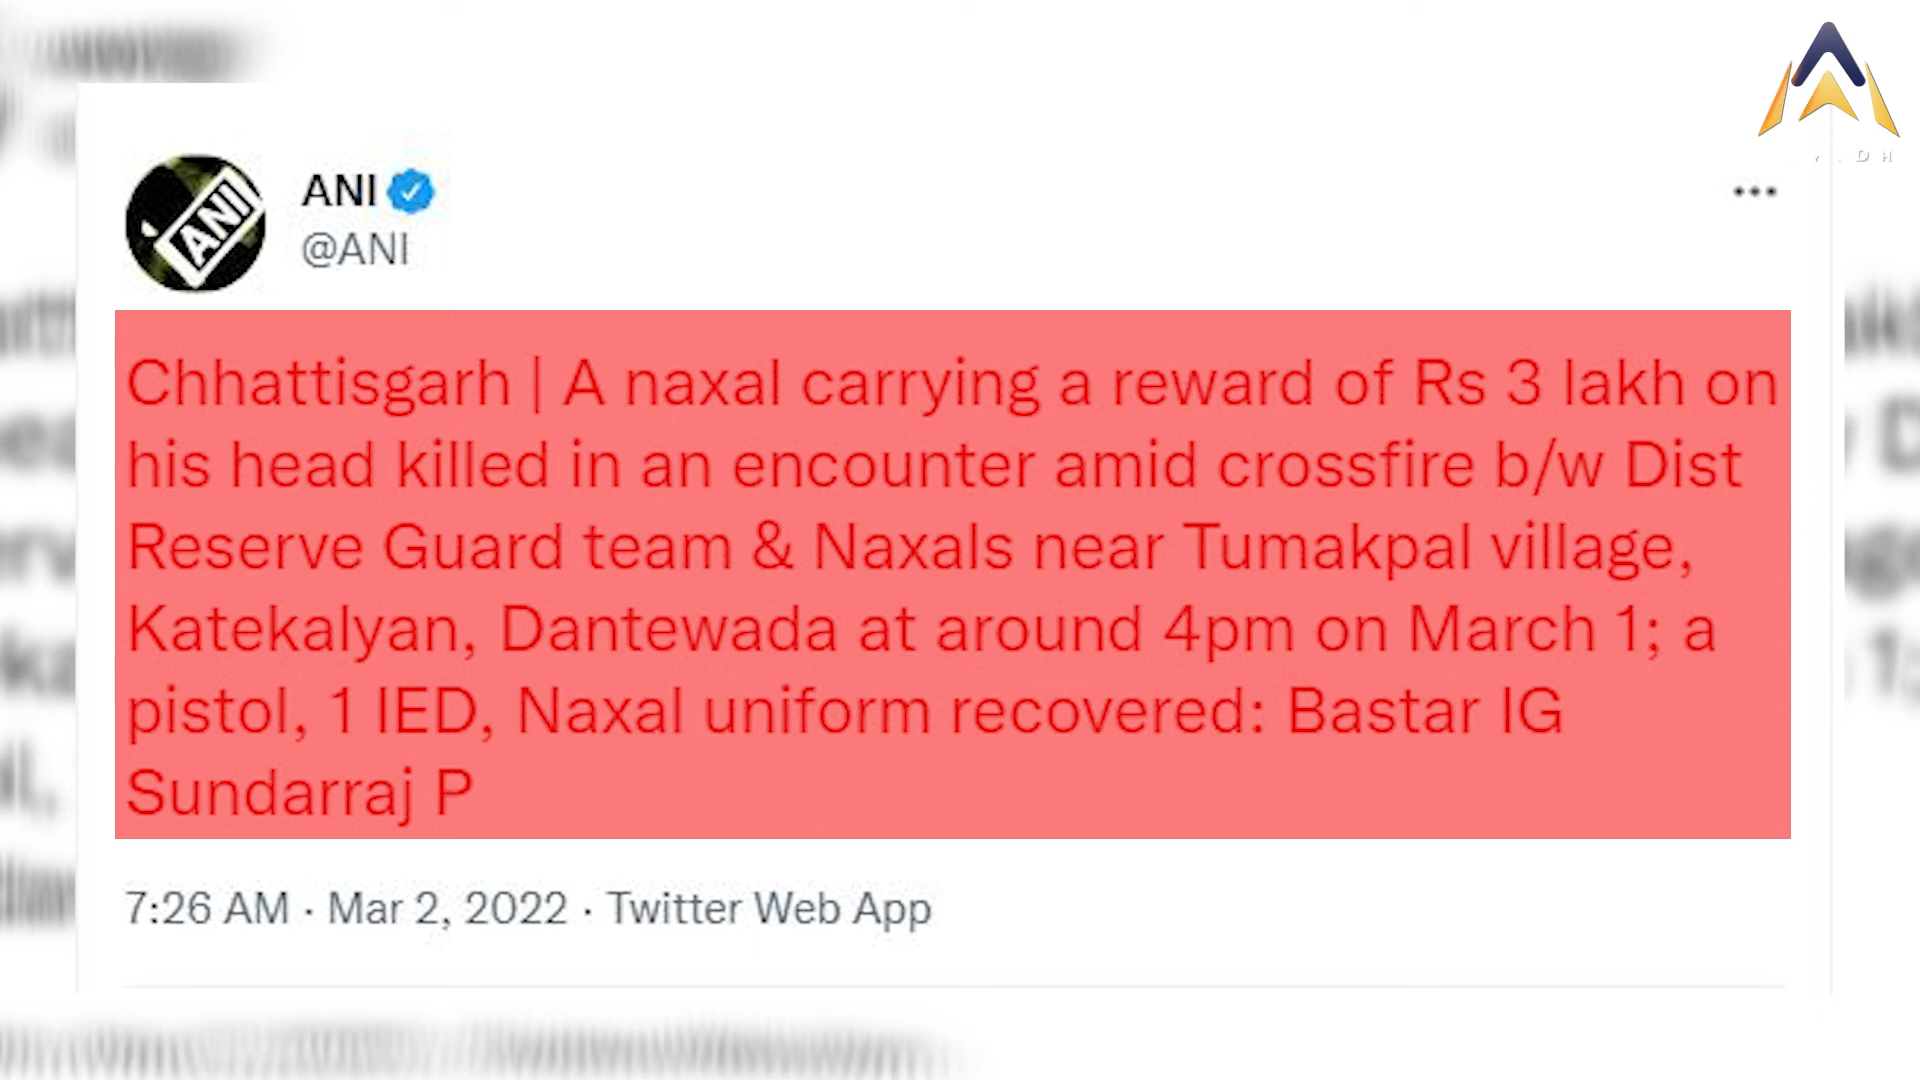 ANI
@ANI
ANI
Chhattisgarh | A naxal carrying a reward of Rs 3 lakh on
his head killed in an encounter amid crossfire b/w Dist
Reserve Guard team & Naxals near Tumakpal village,
Katekalyan, Dantewada at around 4pm on March 1; a
pistol, 1 IED, Naxal uniform recovered: Bastar IG
Sundarraj P
7:26 AM · Mar 2, 2022 · Twitter Web App